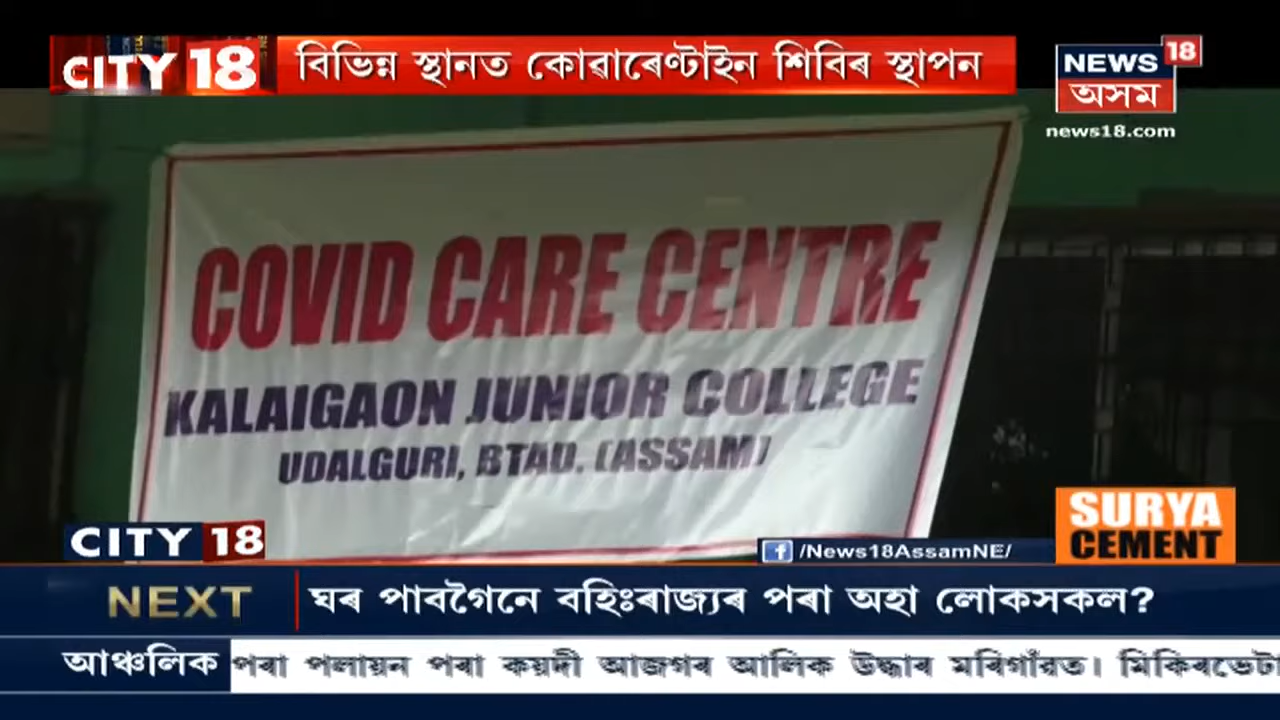 CITY 18
বিভিন্ন স্থানত কোৱাৰেণ্টাইন শিবিৰ স্থাপন
NEWS 18
অসম
news18.com
COVID CARE CENTRE
KALAIGAON JUNIOR COLLEGE
UDALGURI, BTAD. (ASSAM)
CITY 18
f /News18AssamNE/
SURYA
CEMENT
NEXT ঘৰ পাবগৈনে বহিঃৰাজ্যৰ পৰা অহা লোকসকল?
আঞ্চলিক পৰা পলায়ন পৰা কয়দী আজগৰ আলিক উদ্ধাৰ মৰিগাঁৱত। মিকিৰভেটা